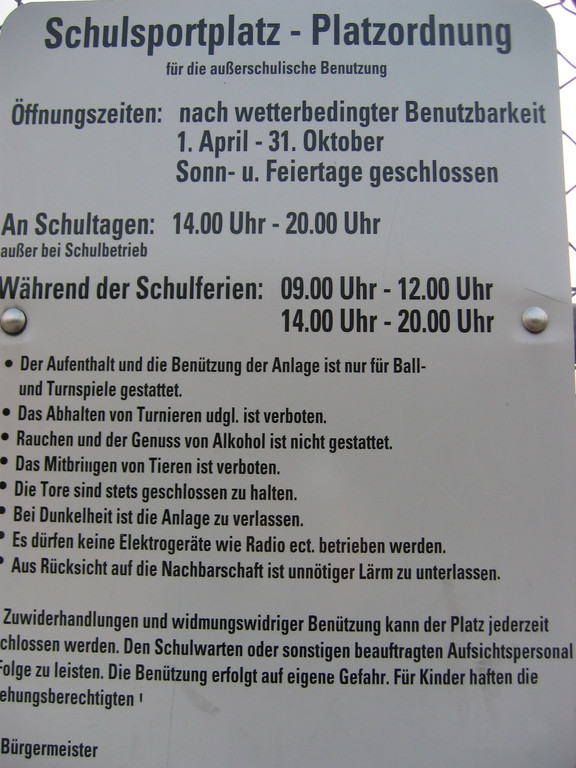 Schulsportplatz - Platzordnung
für die außerschulische Benutzung
Öffnungszeiten: nach wetterbedingter Benutzbarkeit
1. April - 31. Oktober
Sonn- u. Feiertage geschlossen
An Schultagen: 14.00 Uhr - 20.00 Uhr
außer bei Schulbetrieb
Während der Schulferien: 09.00 Uhr - 12.00 Uhr
14.00 Uhr - 20.00 Uhr
• Der Aufenthalt und die Benützung der Anlage ist nur für Ball-
und Turnspiele gestattet.
• Das Abhalten von Turnieren udgl. ist verboten.
• Rauchen und der Genuss von Alkohol ist nicht gestattet.
• Das Mitbringen von Tieren ist verboten.
• Die Tore sind stets geschlossen zu halten.
• Bei Dunkelheit ist die Anlage zu verlassen.
• Es dürfen keine Elektrogeräte wie Radio ect. betrieben werden.
• Aus Rücksicht auf die Nachbarschaft ist unnötiger Lärm zu unterlassen.
Zuwiderhandlungen und widmungswidriger Benützung kann der Platz jederzeit
chlossen werden. Den Schulwarten oder sonstigen beauftragten Aufsichtspersonal
Folge zu leisten. Die Benützung erfolgt auf eigene Gefahr. Für Kinder haften die
ehungsberechtigten !
Bürgermeister